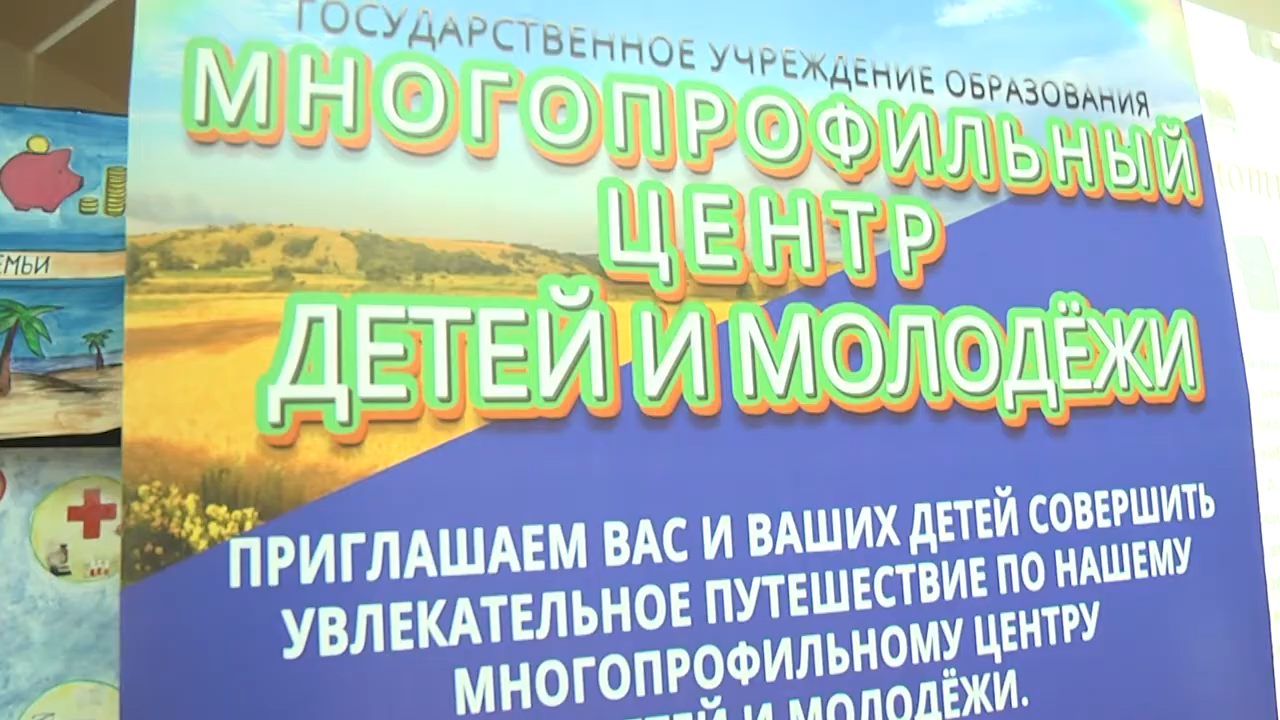 ГОСУДАРСТВЕННОЕ УЧРЕЖДЕНИЕ ОБРАЗОВАНИЯ
МНОГОПРОФИЛЬНЫЙ
ЦЕНТР
ДЕТЕЙ И МОЛОДЁЖИ
ПРИГЛАШАЕМ ВАС И ВАШИХ ДЕТЕЙ СОВЕРШИТЬ
УВЛЕКАТЕЛЬНОЕ ПУТЕШЕСТВИЕ ПО НАШЕМУ
МНОГОПРОФИЛЬНОМУ ЦЕНТРУ
ДЕТЕЙ И МОЛОДЁЖИ.